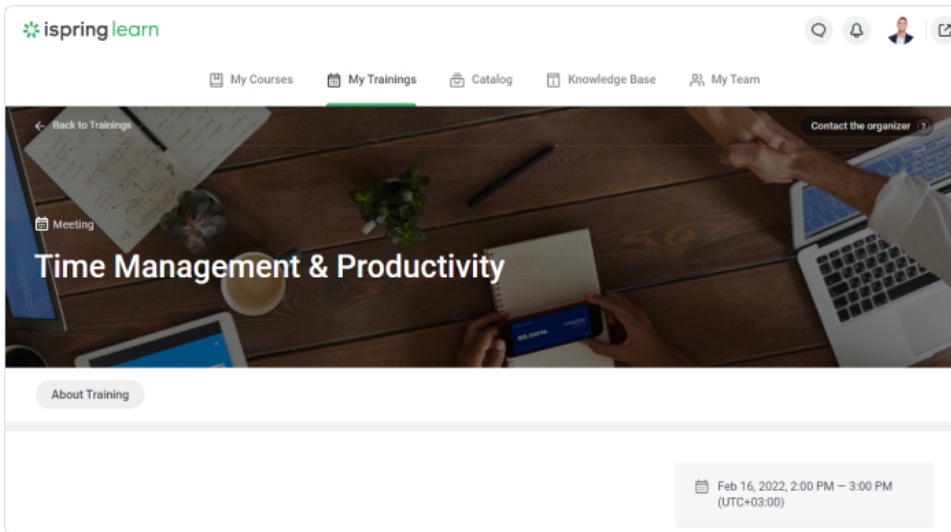 ispring learn
My Courses
My Trainings
Catalog
Knowledge Base
My Team
Back to Trainings
Contact the organizer ?
Meeting
Time Management & Productivity
About Training
Feb 16, 2022, 2:00 PM — 3:00 PM
(UTC+03:00)